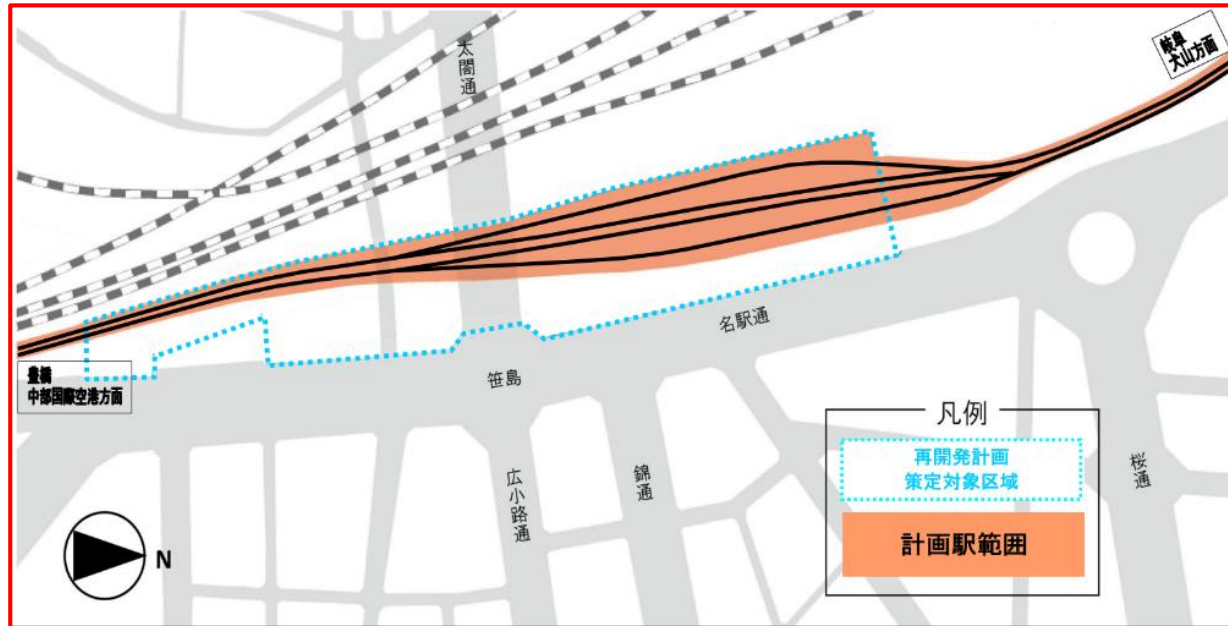 太閤通
岐阜
犬山方面
名駅通
笹島
豊橋
中部国際空港方面
広小路通
錦通
桜通
凡例
再開発計画
策定対象区域
計画駅範囲
N